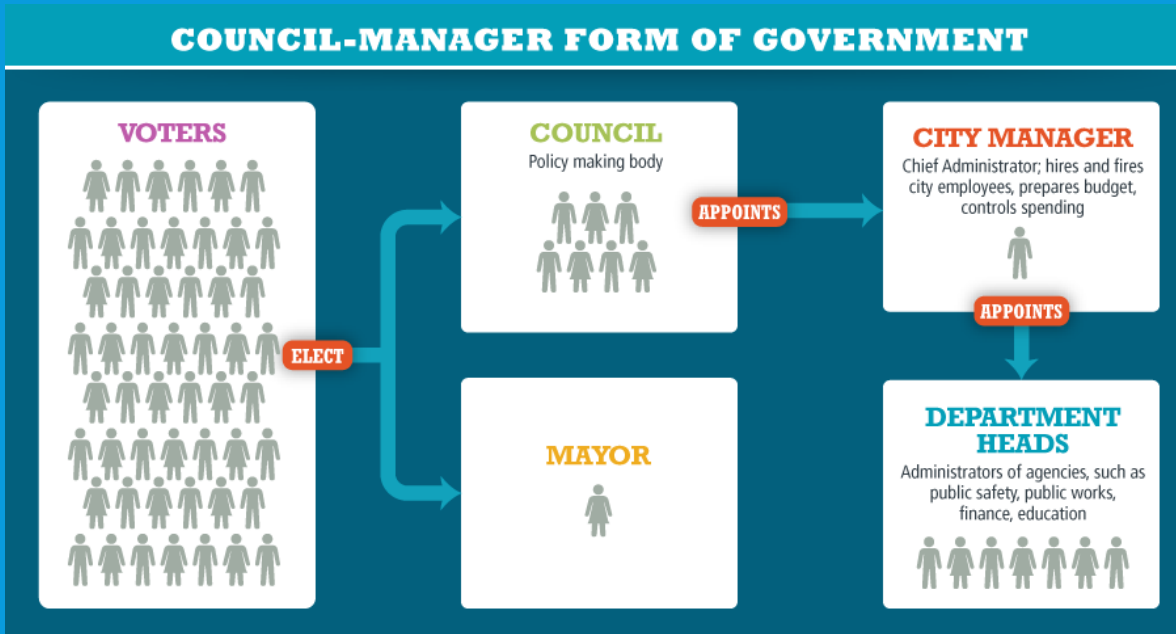 COUNCIL-MANAGER FORM OF GOVERNMENT
VOTERS
ELECT
COUNCIL
Policy making body
APPOINTS
MAYOR
CITY MANAGER
Chief Administrator; hires and fires
city employees, prepares budget,
controls spending
APPOINTS
DEPARTMENT
HEADS
Administrators of agencies, such as
public safety, public works,
finance, education